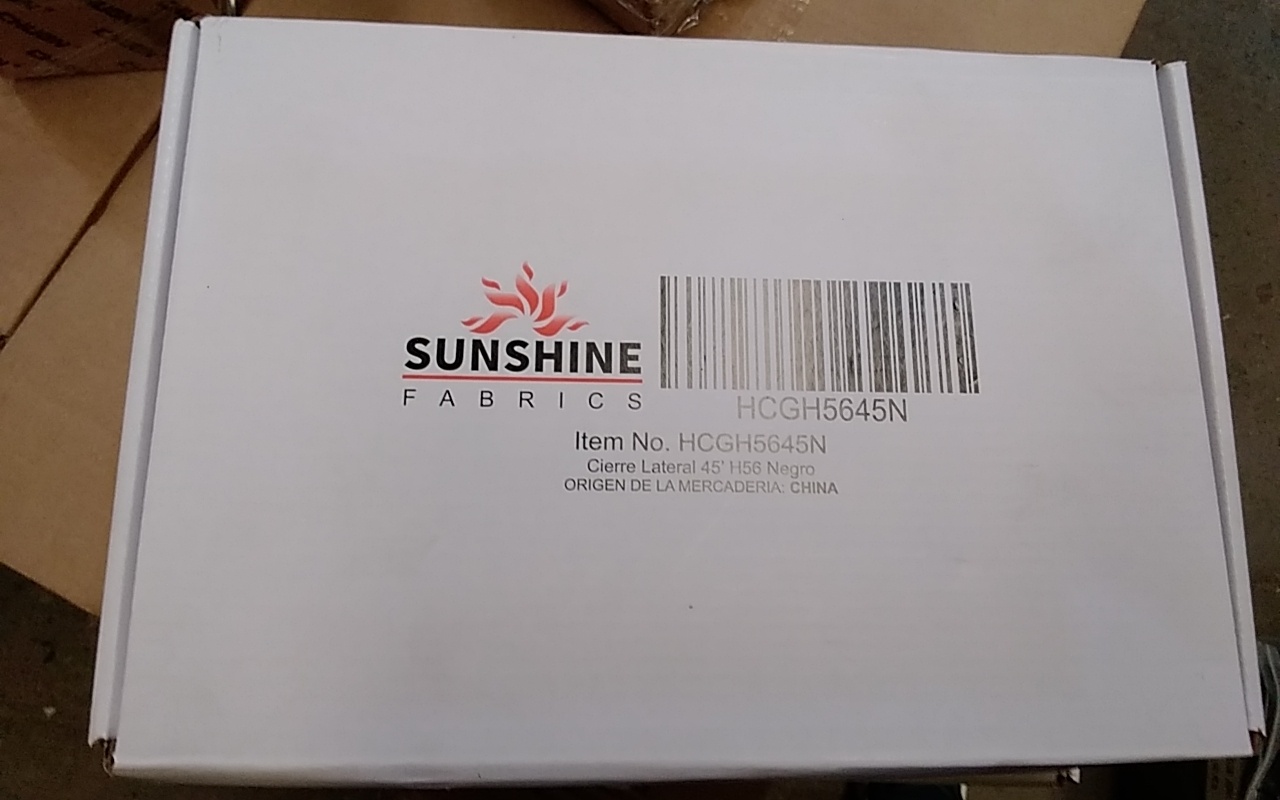 SUNSHINE
FABRICS
HCGH5645N
Item No. HCGH5645N
Cierre Lateral 45' H56 Negro
ORIGEN DE LA MERCADERIA: CHINA